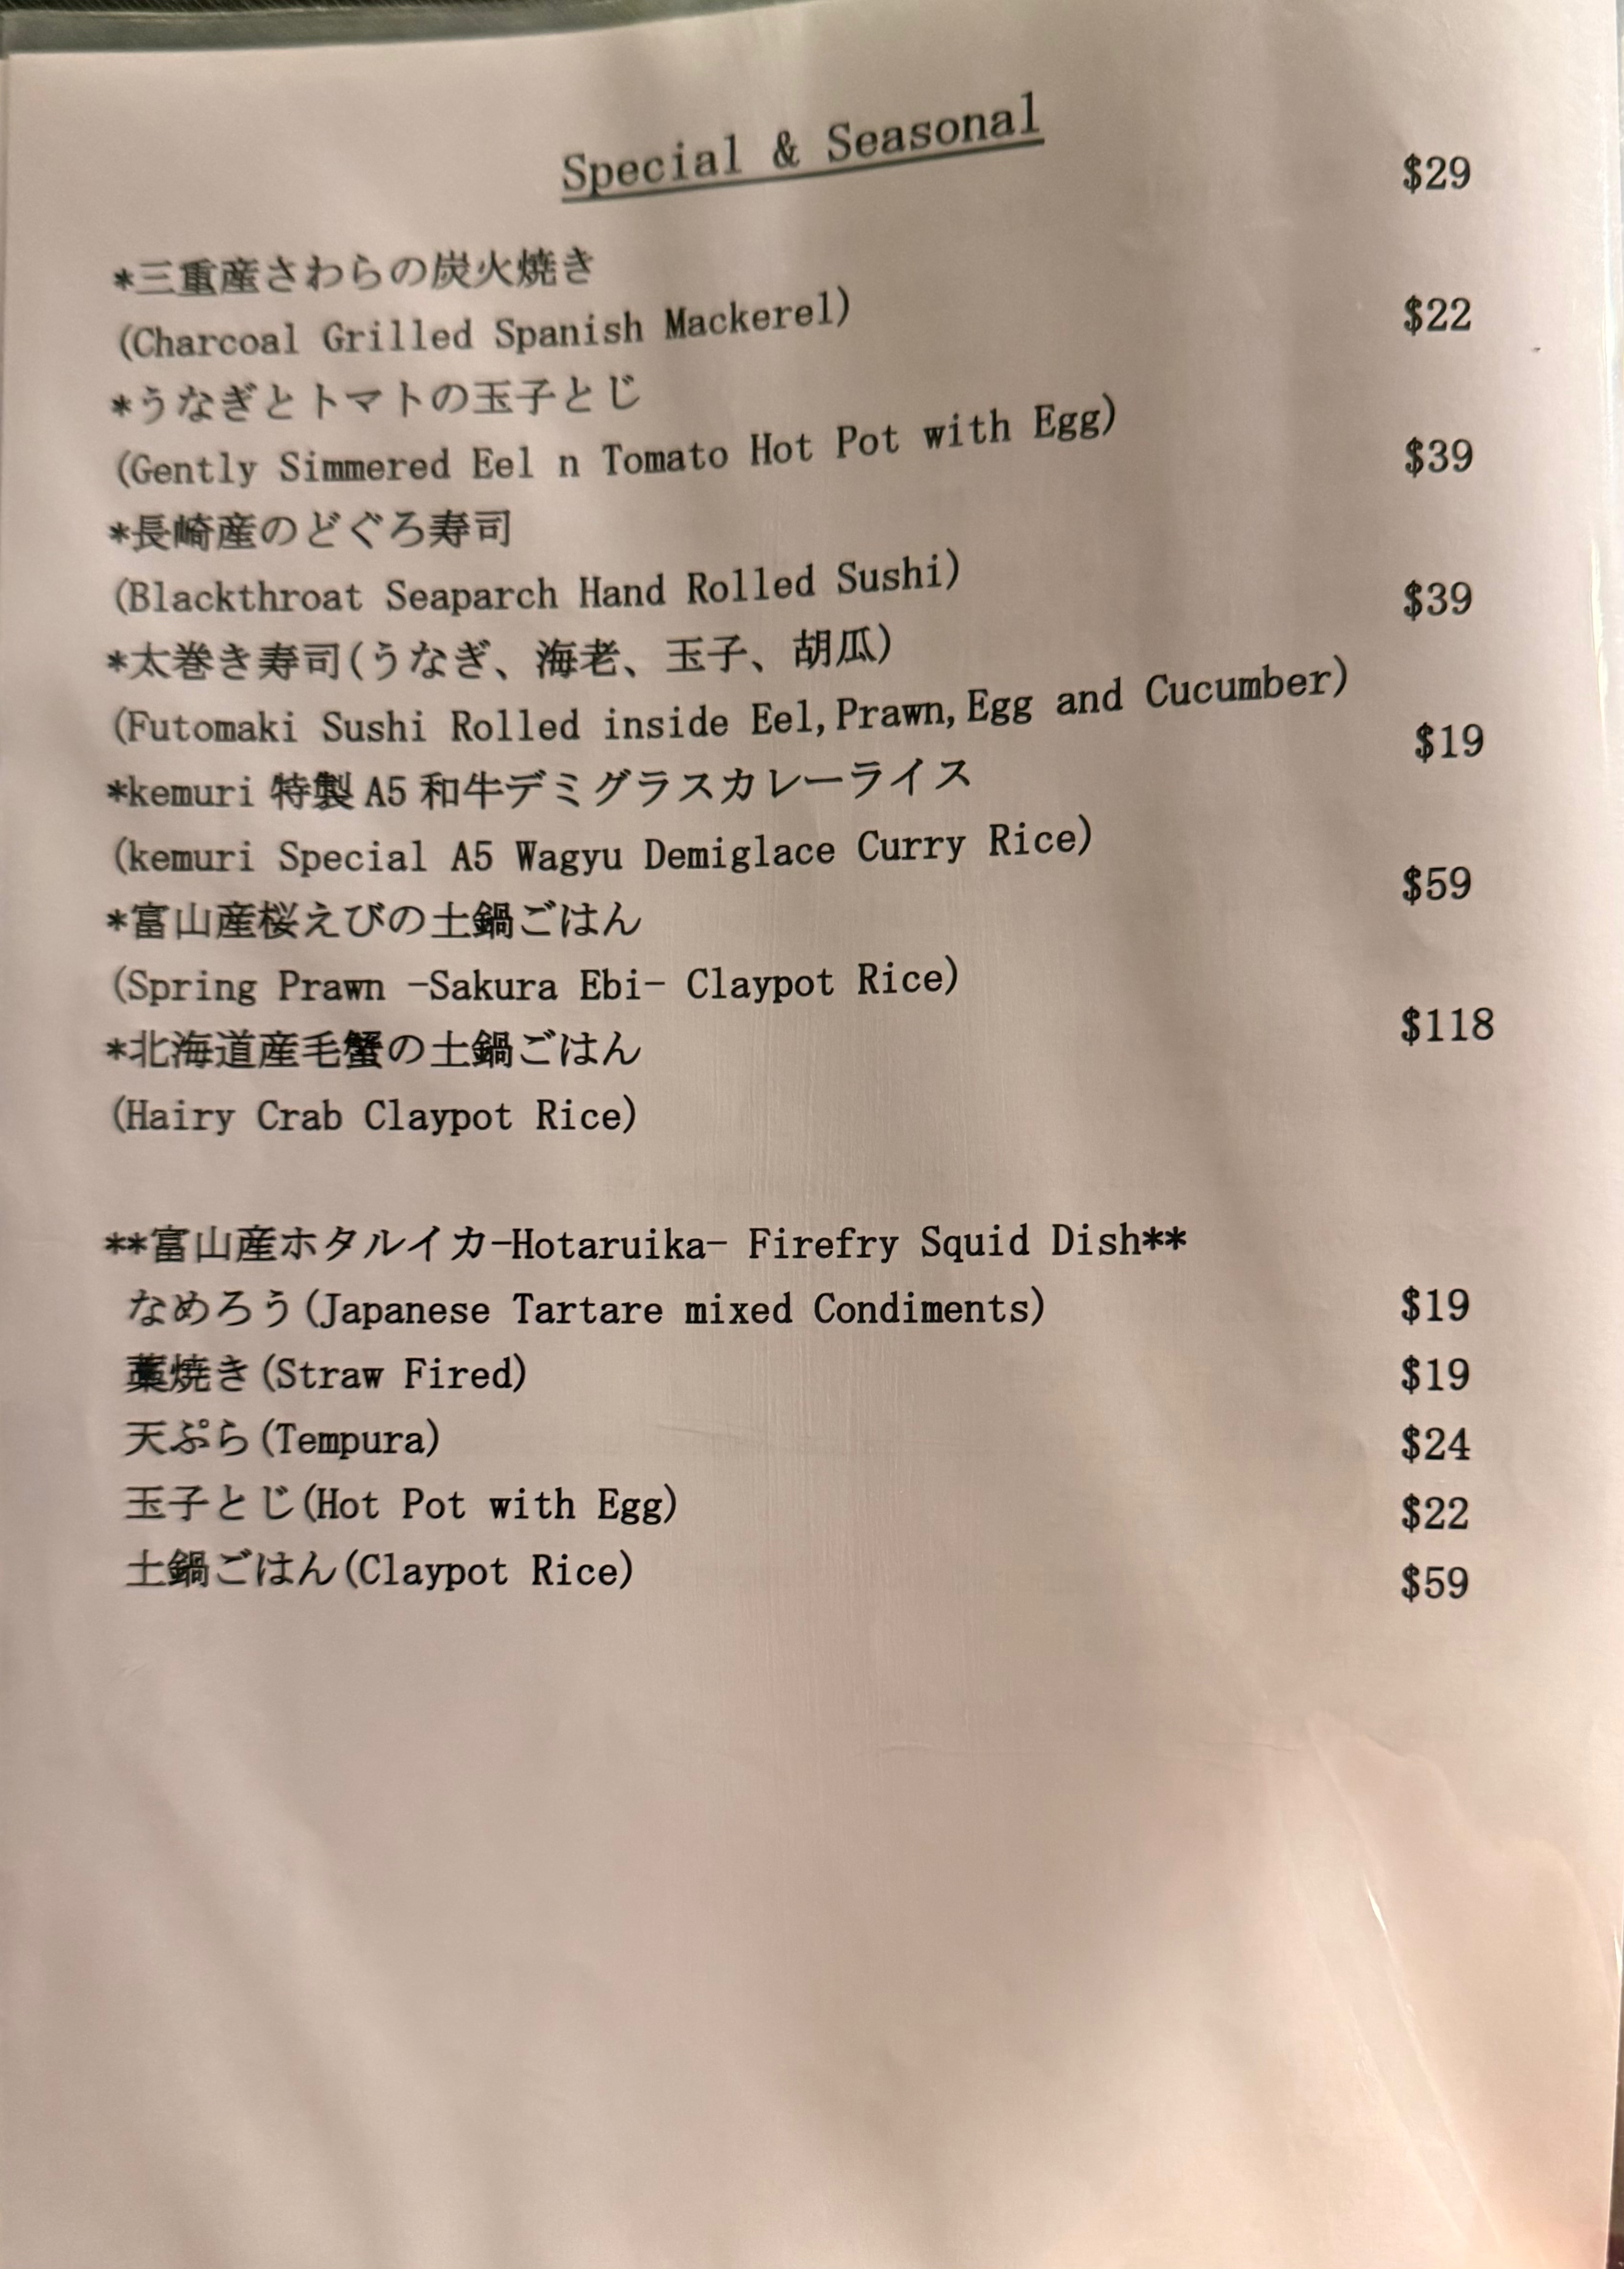 Special & Seasonal
*三重産さわらの炭火焼き $29
(Charcoal Grilled Spanish Mackerel)
*うなぎとトマトの玉子とじ $22
(Gently Simmered Eel n Tomato Hot Pot with Egg)
*長崎産のどぐろ寿司 $39
(Blackthroat Seaparch Hand Rolled Sushi)
*太巻き寿司(うなぎ、海老、玉子、胡瓜) $39
(Futomaki Sushi Rolled inside Eel,Prawn,Egg and Cucumber)
*kemuri 特製 A5 和牛デミグラスカレーライス $19
(kemuri Special A5 Wagyu Demiglace Curry Rice)
*富山産桜えびの土鍋ごはん $59
(Spring Prawn -Sakura Ebi- Claypot Rice)
*北海道産毛蟹の土鍋ごはん $118
(Hairy Crab Claypot Rice)
**富山産ホタルイカ-Hotaruika- Firefry Squid Dish**
なめろう(Japanese Tartare mixed Condiments) $19
藁焼き(Straw Fired) $19
天ぷら(Tempura) $24
玉子とじ(Hot Pot with Egg) $22
土鍋ごはん(Claypot Rice) $59